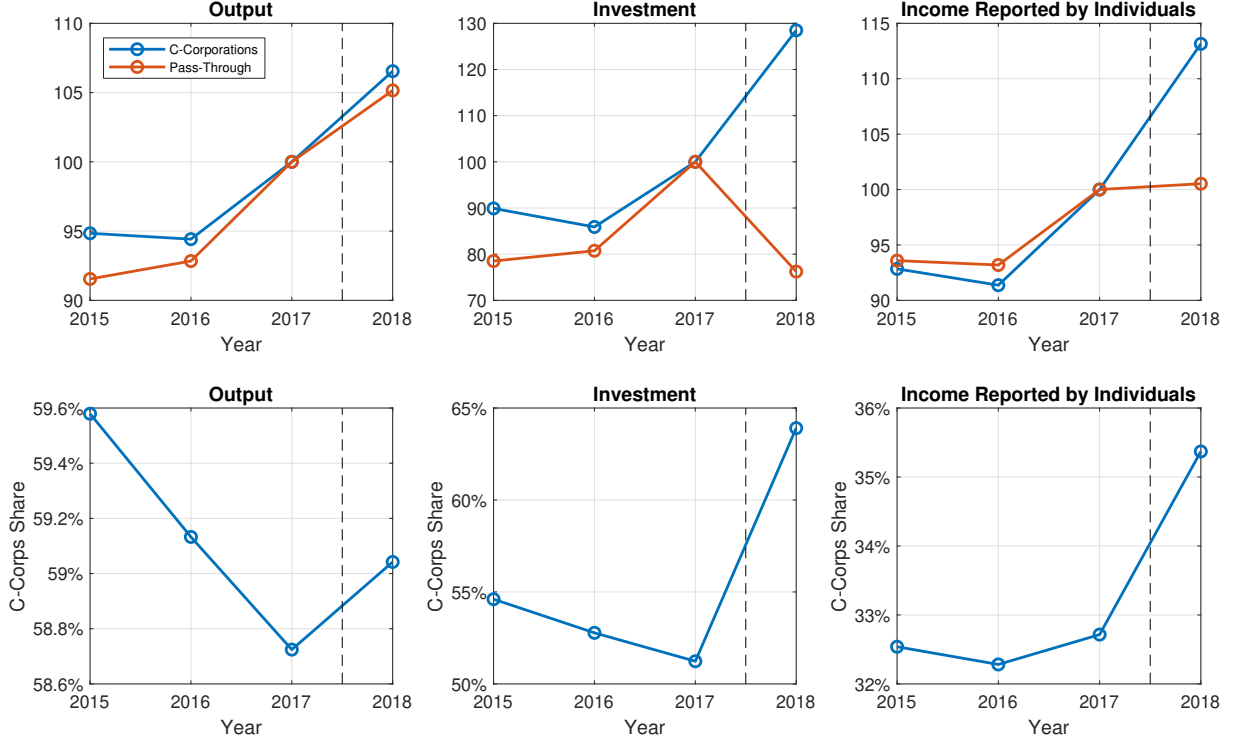 Output
110
105
100
95
90
C-Corporations
Pass-Through
2015 2016 2017 2018
Year
Investment
130
120
110
100
90
80
70
2015 2016 2017 2018
Year
Income Reported by Individuals
115
110
105
100
95
90
2015 2016 2017 2018
Year
Output
C-Corps Share
59.6%
59.4%
59.2%
59%
58.8%
58.6%
2015 2016 2017 2018
Year
Investment
C-Corps Share
65%
60%
55%
50%
2015 2016 2017 2018
Year
Income Reported by Individuals
C-Corps Share
36%
35%
34%
33%
32%
2015 2016 2017 2018
Year